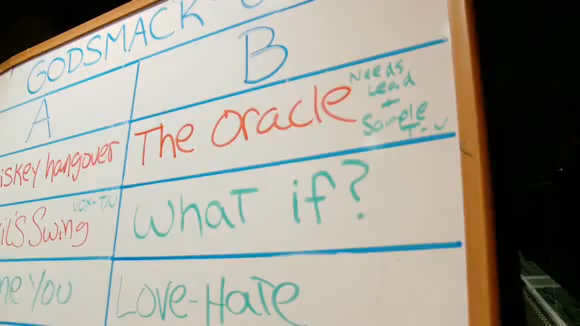 GODSMACK
A B
iskey hangover The Oracle
Needs
Lead
+
Sample
il's Swing What if?
ne You Love-Hate